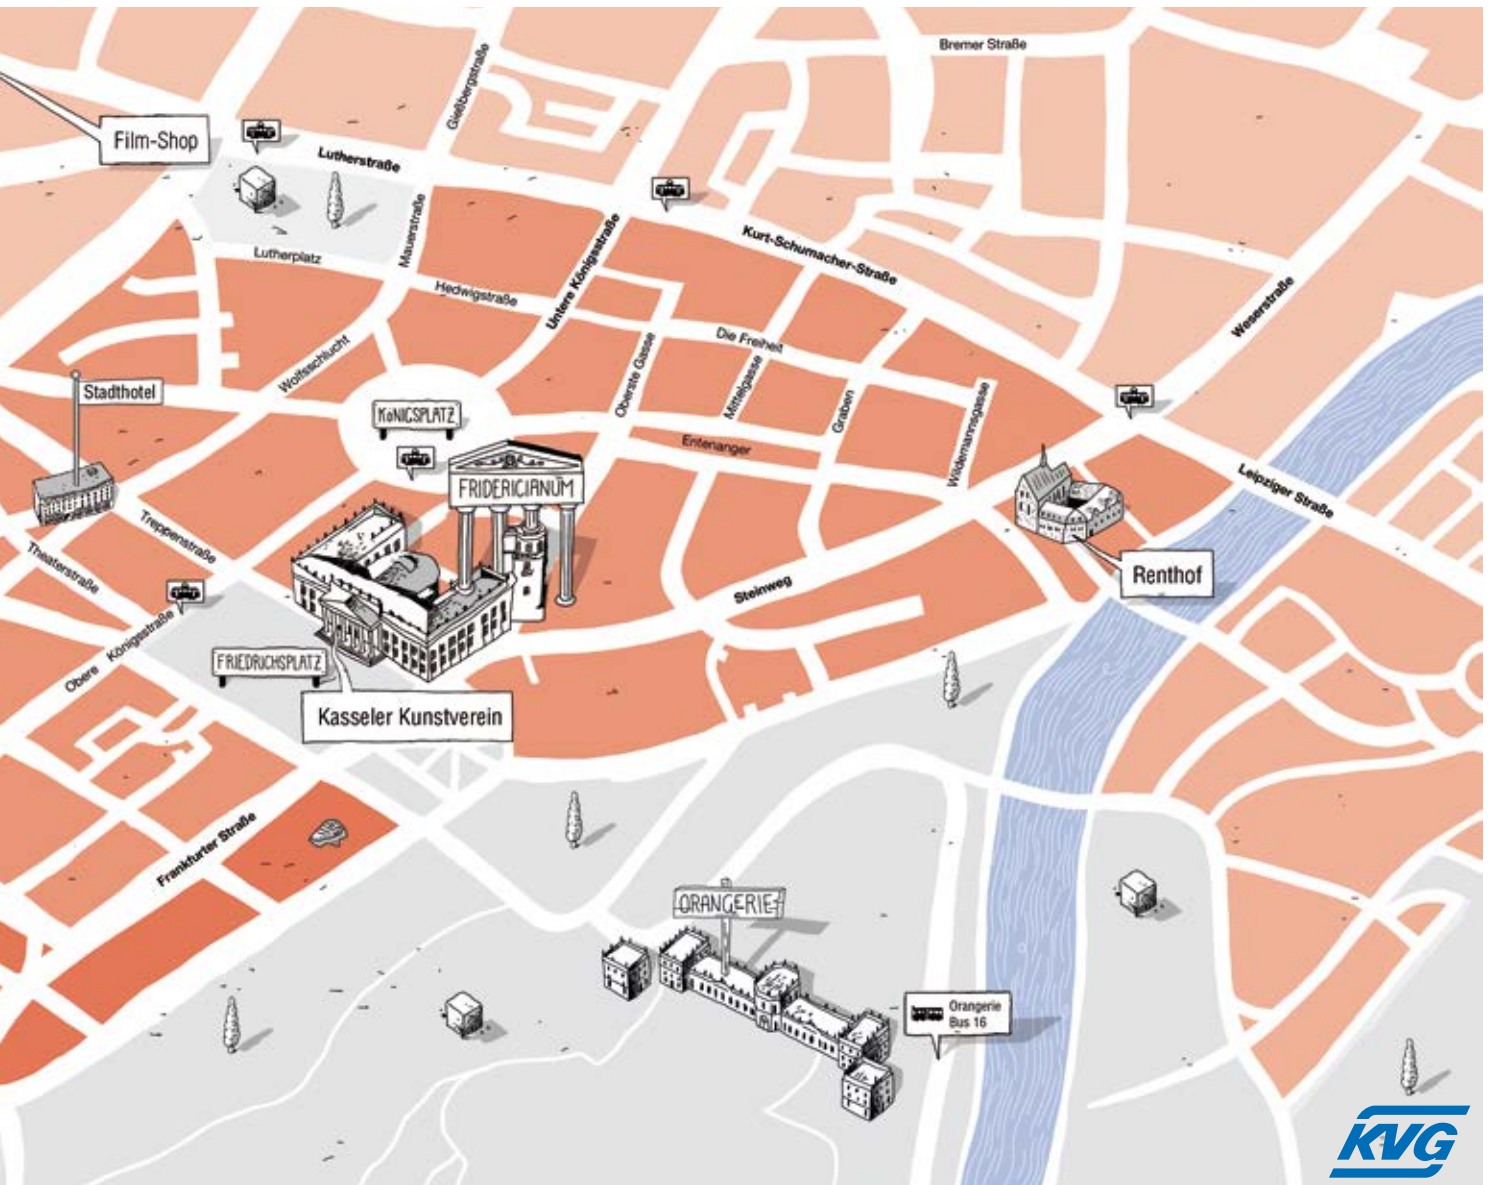 Bremer Straße
Gießbergstraße
Film-Shop
Lutherstraße
Mauerstraße
Lutherplatz
Kurt-Schumacher-Straße
Untere Königsstraße
Hedwigstraße
Weserstraße
Die Freiheit
Wolfsschlucht
Oberste Gasse
Mittelgasse
Graben
Wildemannsgasse
Stadthotel
KÖNIGSPLATZ
Entenanger
FRIDERICIANUM
Leipziger Straße
Treppenstraße
Theaterstraße
Steinweg
Renthof
Obere Königsstraße
FRIEDRICHSPLATZ
Kasseler Kunstverein
Frankfurter Straße
ORANGERIE
Orangerie
Bus 16
KVG